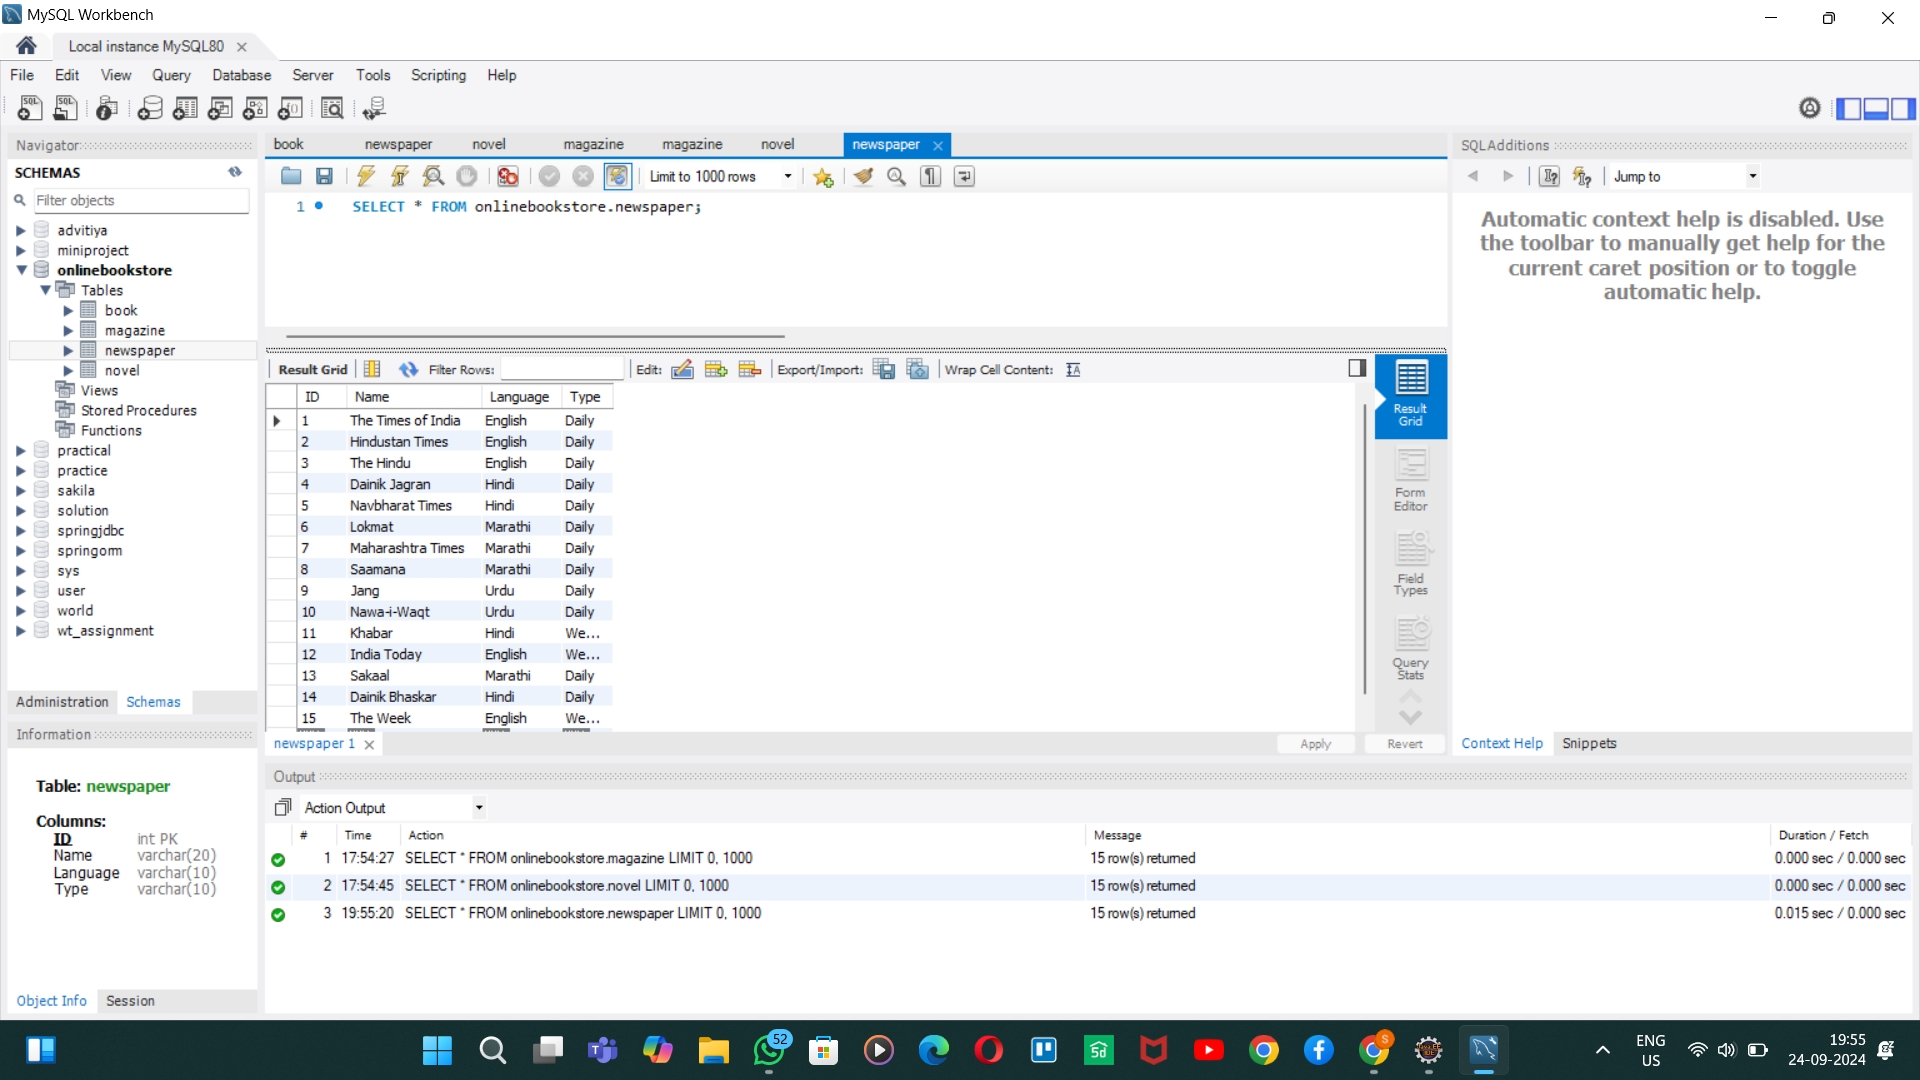 MySQL Workbench
Local instance MySQL80
File Edit View Query Database Server Tools Scripting Help
Navigator
SCHEMAS
Filter objects
advitiya
miniproject
onlinebookstore
Tables
book
magazine
newspaper
novel
Views
Stored Procedures
Functions
practical
practice
sakila
solution
springjdbc
springorm
sys
user
world
wt_assignment
Administration Schemas
Information
Table: newspaper
Columns:
ID int PK
Name varchar(20)
Language varchar(10)
Type varchar(10)
Object Info Session
book newspaper novel magazine magazine novel newspaper
Limit to 1000 rows
1 SELECT * FROM onlinebookstore.newspaper;
Result Grid Filter Rows: Edit: Export/Import: Wrap Cell Content:
ID Name Language Type
1 The Times of India English Daily
2 Hindustan Times English Daily
3 The Hindu English Daily
4 Dainik Jagran Hindi Daily
5 Navbharat Times Hindi Daily
6 Lokmat Marathi Daily
7 Maharashtra Times Marathi Daily
8 Saamana Marathi Daily
9 Jang Urdu Daily
10 Nawa-i-Waqt Urdu Daily
11 Khabar Hindi We...
12 India Today English We...
13 Sakaal Marathi Daily
14 Dainik Bhaskar Hindi Daily
15 The Week English We...
Result
Grid
Form
Editor
Field
Types
Query
Stats
newspaper 1 Apply Revert
SQLAdditions
Jump to
Automatic context help is disabled. Use
the toolbar to manually get help for the
current caret position or to toggle
automatic help.
Context Help Snippets
Output
Action Output
# Time Action Message Duration / Fetch
1 17:54:27 SELECT * FROM onlinebookstore.magazine LIMIT 0, 1000 15 row(s) returned 0.000 sec / 0.000 sec
2 17:54:45 SELECT * FROM onlinebookstore.novel LIMIT 0, 1000 15 row(s) returned 0.000 sec / 0.000 sec
3 19:55:20 SELECT * FROM onlinebookstore.newspaper LIMIT 0, 1000 15 row(s) returned 0.015 sec / 0.000 sec
52
S
ENG
US
19:55
24-09-2024